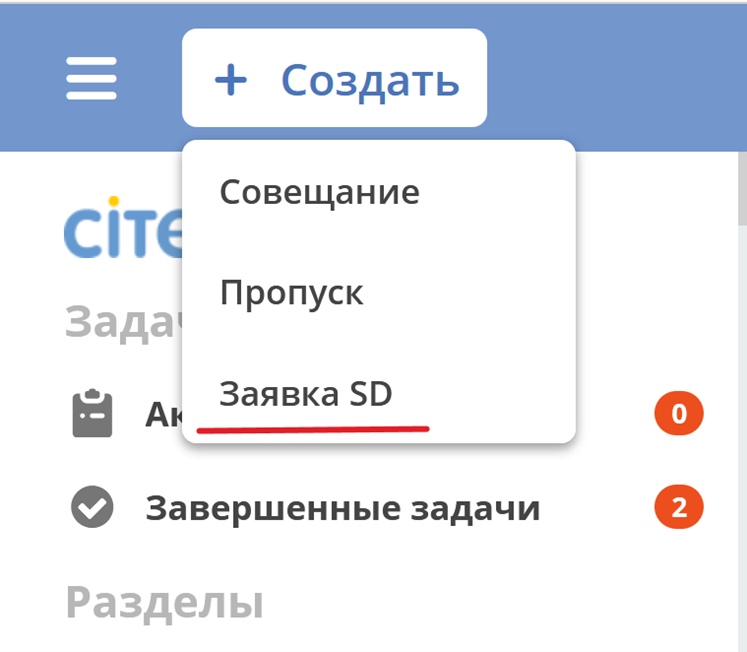 + Создать
Совещание
Пропуск
Заявка SD
0
Завершенные задачи
2
Разделы